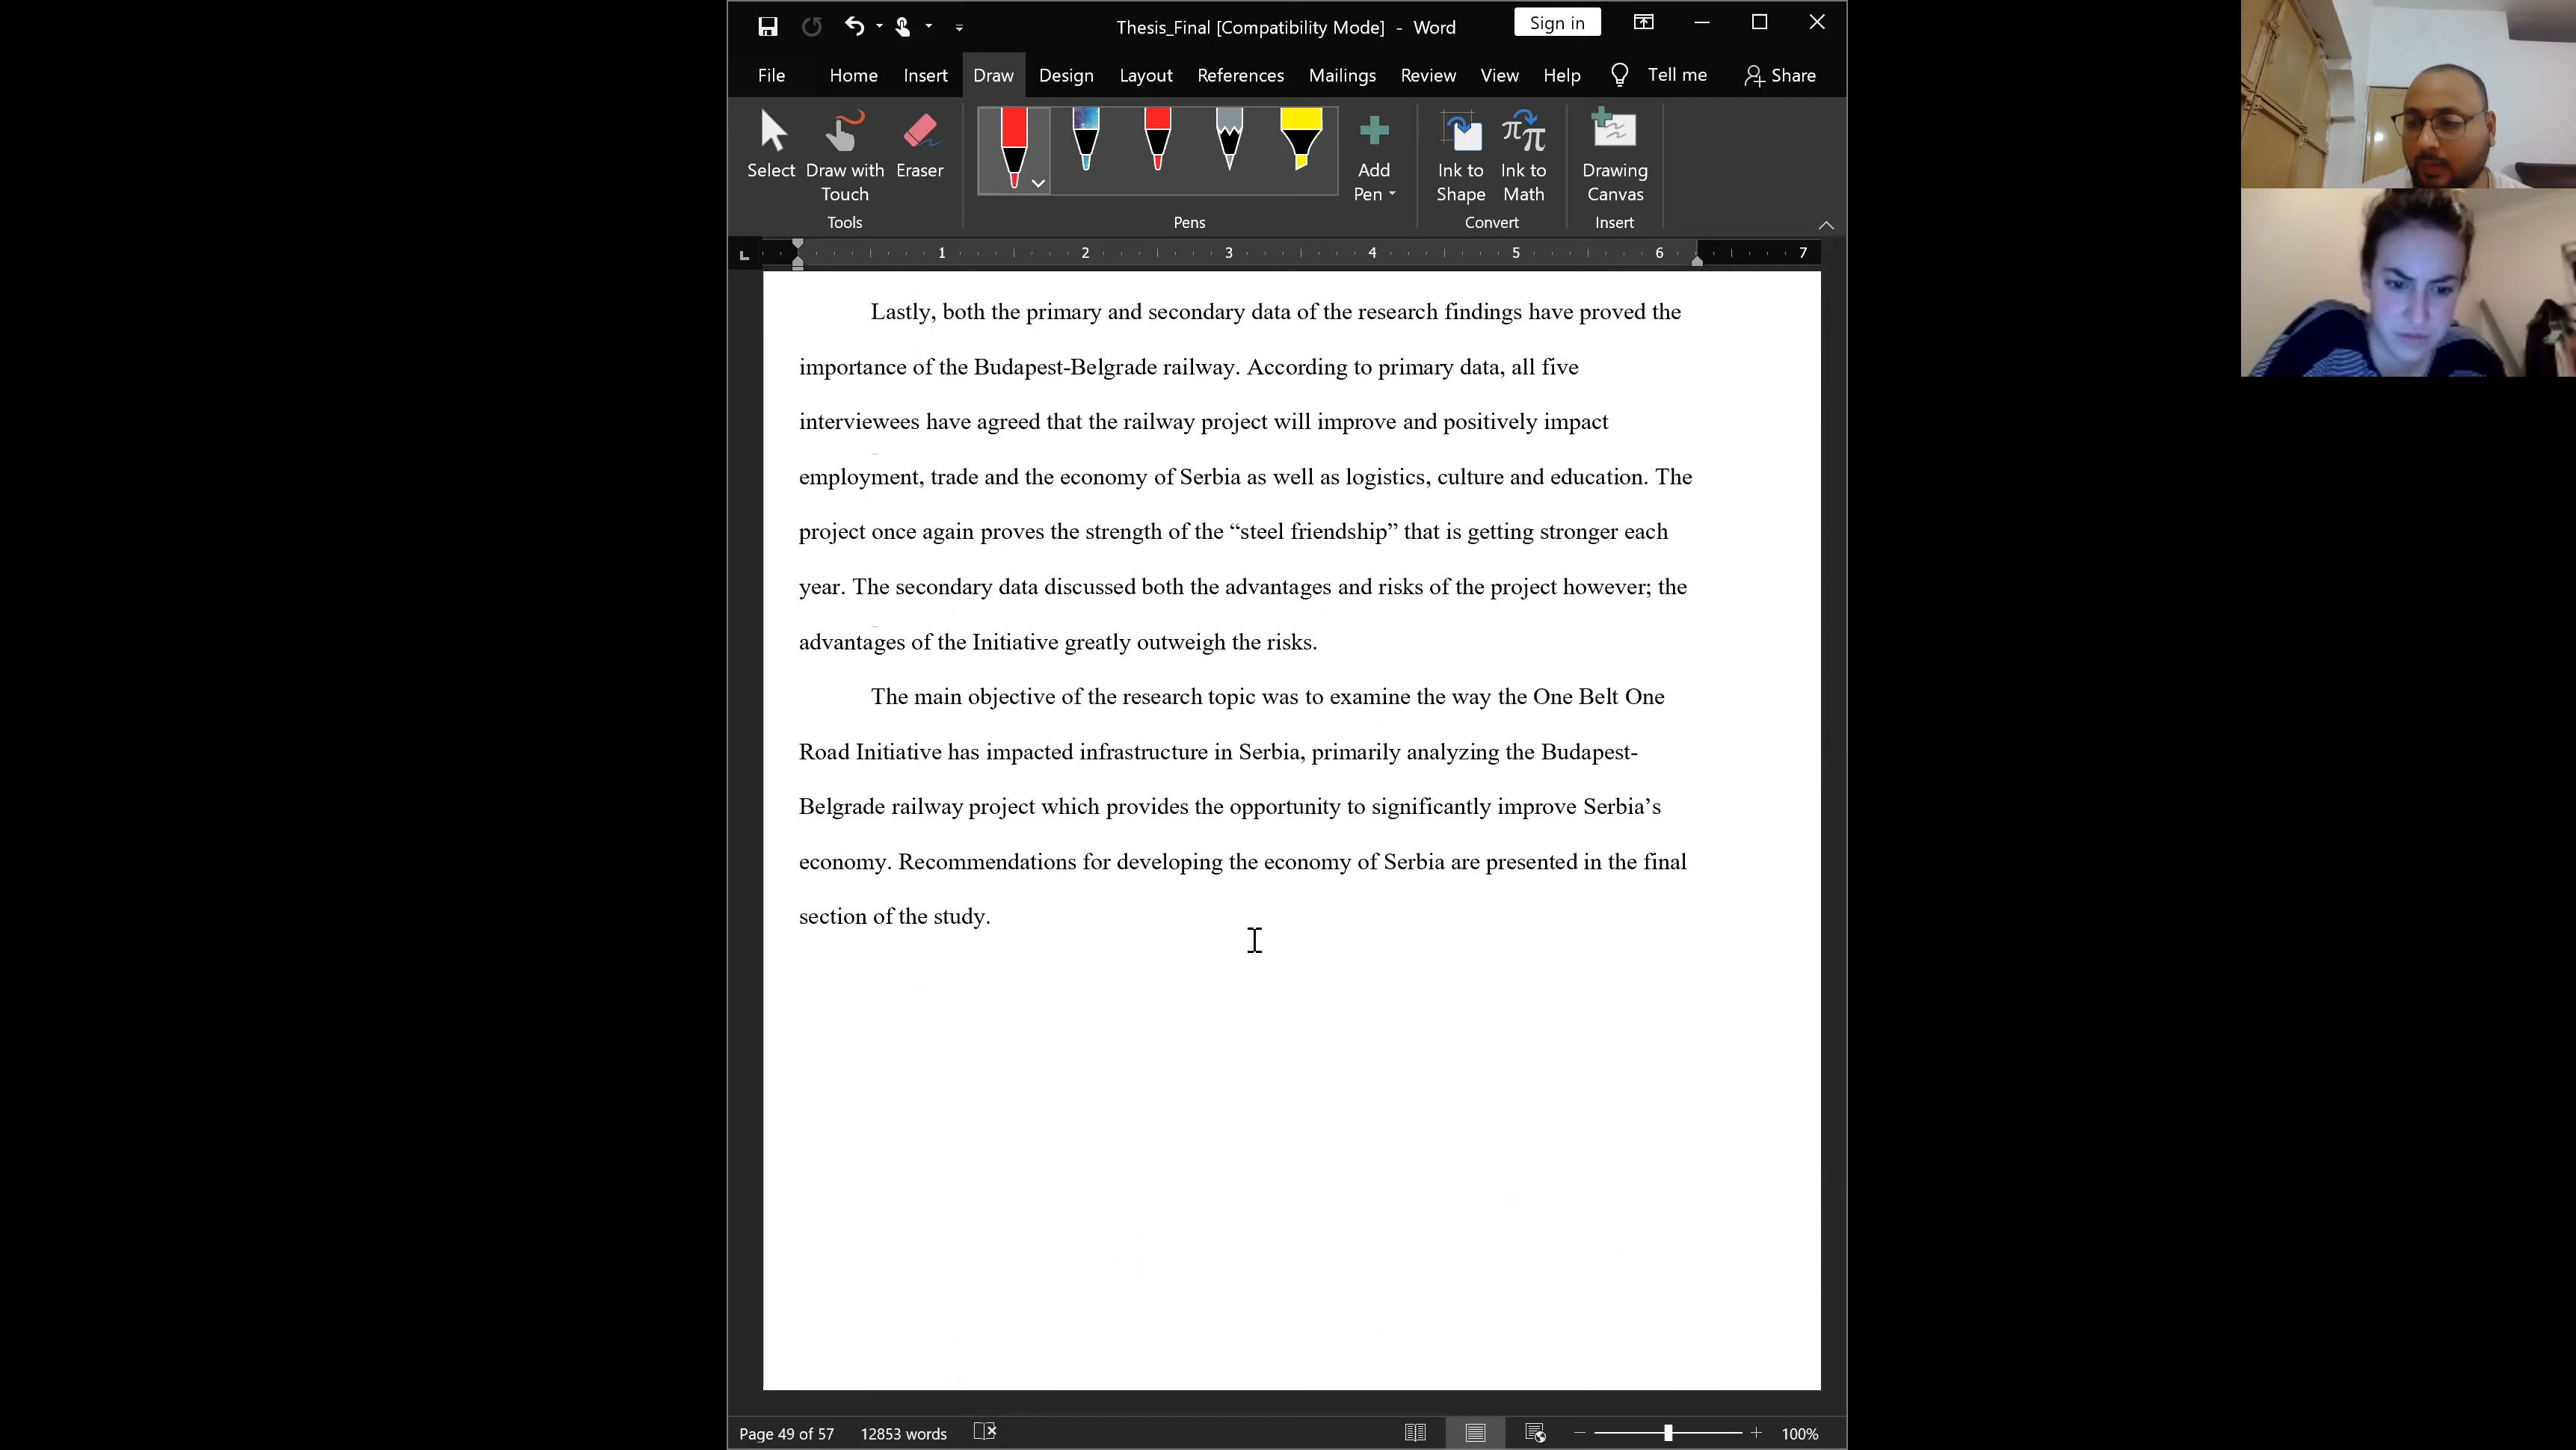 Thesis_Final [Compatibility Mode] - Word
Sign in
File Home Insert Draw Design Layout References Mailings Review View Help Tell me Share
Select
Draw with
Touch
Eraser
Tools
Pens
Add
Pen
Ink to
Shape
Ink to
Math
Convert
Drawing
Canvas
Insert
1 2 3 4 5 6 7
Lastly, both the primary and secondary data of the research findings have proved the
importance of the Budapest-Belgrade railway. According to primary data, all five
interviewees have agreed that the railway project will improve and positively impact
employment, trade and the economy of Serbia as well as logistics, culture and education. The
project once again proves the strength of the “steel friendship” that is getting stronger each
year. The secondary data discussed both the advantages and risks of the project however; the
advantages of the Initiative greatly outweigh the risks.
The main objective of the research topic was to examine the way the One Belt One
Road Initiative has impacted infrastructure in Serbia, primarily analyzing the Budapest-
Belgrade railway project which provides the opportunity to significantly improve Serbia’s
economy. Recommendations for developing the economy of Serbia are presented in the final
section of the study.
Page 49 of 57 12853 words 100%